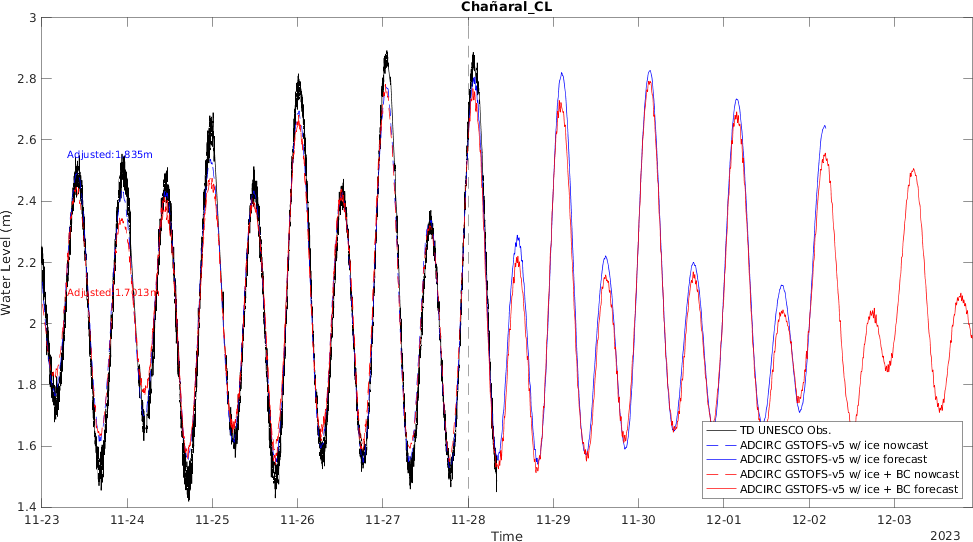 Chañaral_CL
3
2.8
2.6
2.4
2.2
2
1.8
1.6
1.4
Water Level (m)
Adjusted:1.835m
Adjusted:1.7013m
TD UNESCO Obs.
ADCIRC GSTOFS-v5 w/ ice nowcast
ADCIRC GSTOFS-v5 w/ ice forecast
ADCIRC GSTOFS-v5 w/ ice + BC nowcast
ADCIRC GSTOFS-v5 w/ ice + BC forecast
11-23 11-24 11-25 11-26 11-27 11-28 11-29 11-30 12-01 12-02 12-03
Time
2023